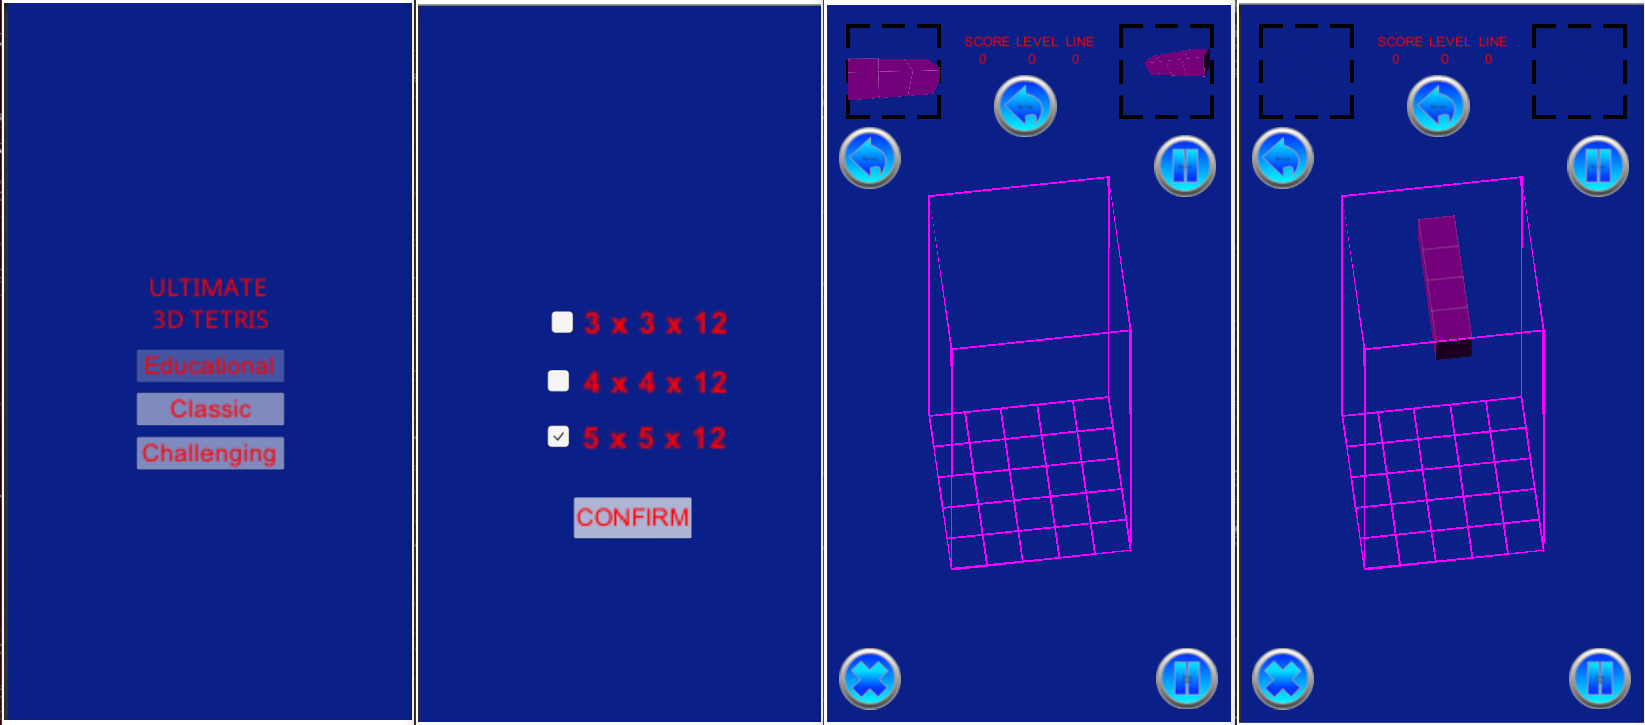 ULTIMATE
3D TETRIS
Educational
Classic
Challenging
3 x 3 x 12
4 x 4 x 12
5 x 5 x 12
CONFIRM
SCORE LEVEL LINE
0 0 0
SCORE LEVEL LINE
0 0 0